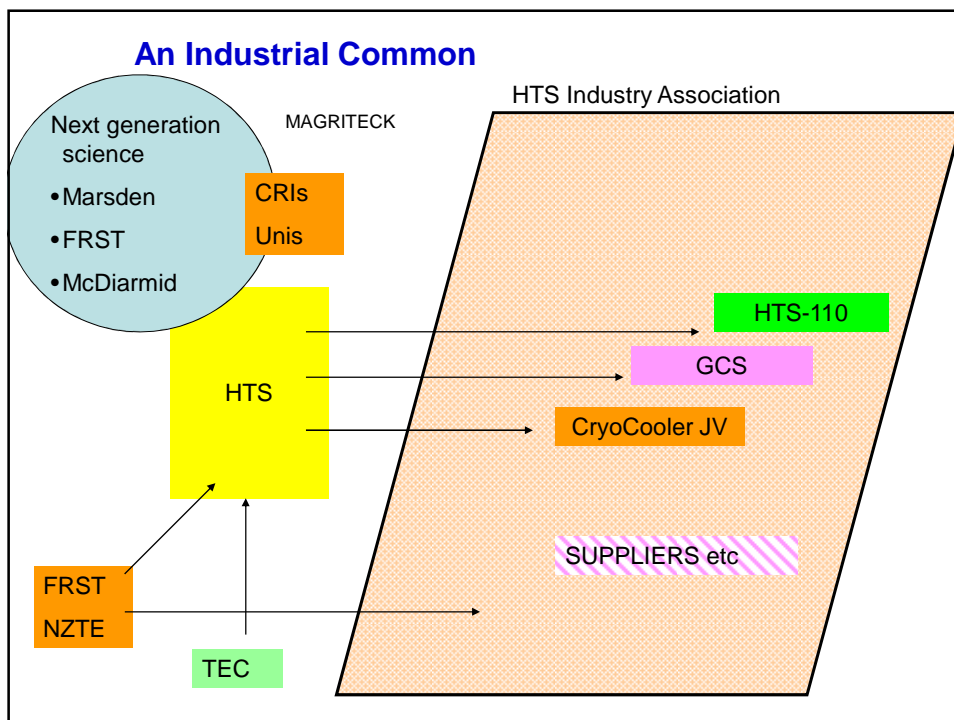 An Industrial Common
HTS Industry Association
MAGRITECK
Next generation
science
•Marsden
•FRST
•McDiarmid
CRIs
Unis
HTS-110
GCS
HTS
CryoCooler JV
SUPPLIERS etc
FRST
NZTE
TEC